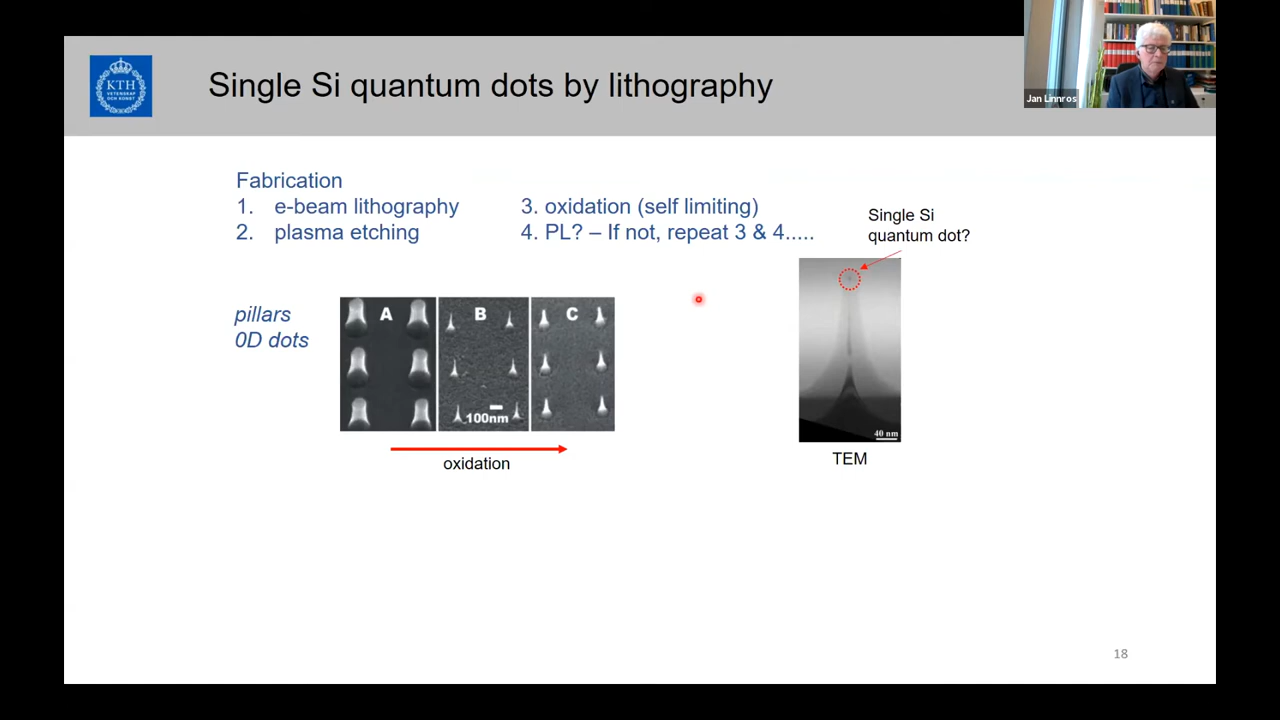 KTH
VETENSKAP
OCH KONST
Single Si quantum dots by lithography
Jan Linnros
Fabrication
1. e-beam lithography
2. plasma etching
3. oxidation (self limiting)
4. PL? – If not, repeat 3 & 4.....
Single Si
quantum dot?
pillars
0D dots
A
B
C
100nm
oxidation
40 nm
TEM
18